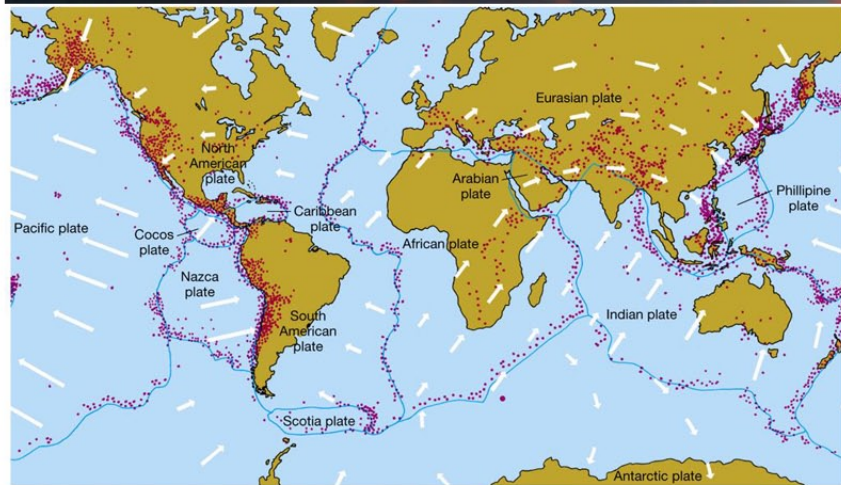 Eurasian plate
North
American
plate
Arabian
plate
Phillipine
plate
Caribbean
plate
Pacific plate
Cocos
plate
African plate
Nazca
plate
South
American
plate
Indian plate
Scotia plate
Antarctic plate